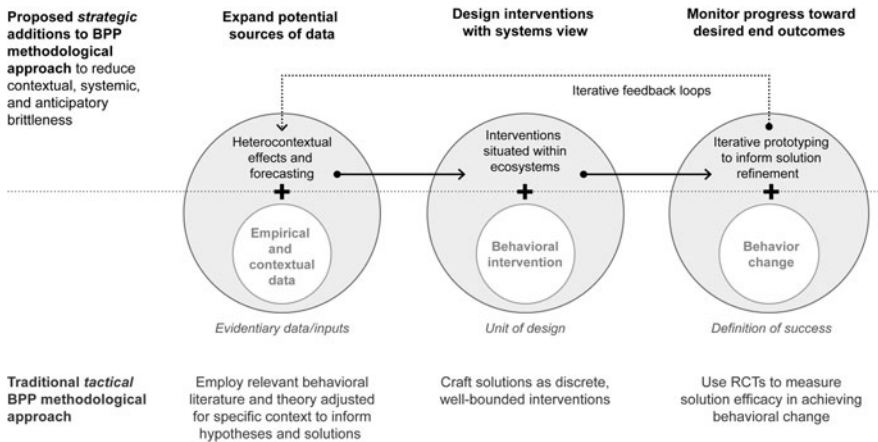 Proposed strategic
additions to BPP
methodological
approach to reduce
contextual, systemic,
and anticipatory
brittleness
Expand potential
sources of data
Design interventions
with systems view
Monitor progress toward
desired end outcomes
Iterative feedback loops
Heterocontextual
effects and
forecasting
Interventions
situated within
ecosystems
Iterative prototyping
to inform solution
refinement
+
+
+
Empirical
and
contextual
data
Behavioral
intervention
Behavior
change
Evidentiary data/inputs
Unit of design
Definition of success
Traditional tactical
BPP methodological
approach
Employ relevant behavioral
literature and theory adjusted
for specific context to inform
hypotheses and solutions
Craft solutions as discrete,
well-bounded interventions
Use RCTs to measure
solution efficacy in achieving
behavioral change